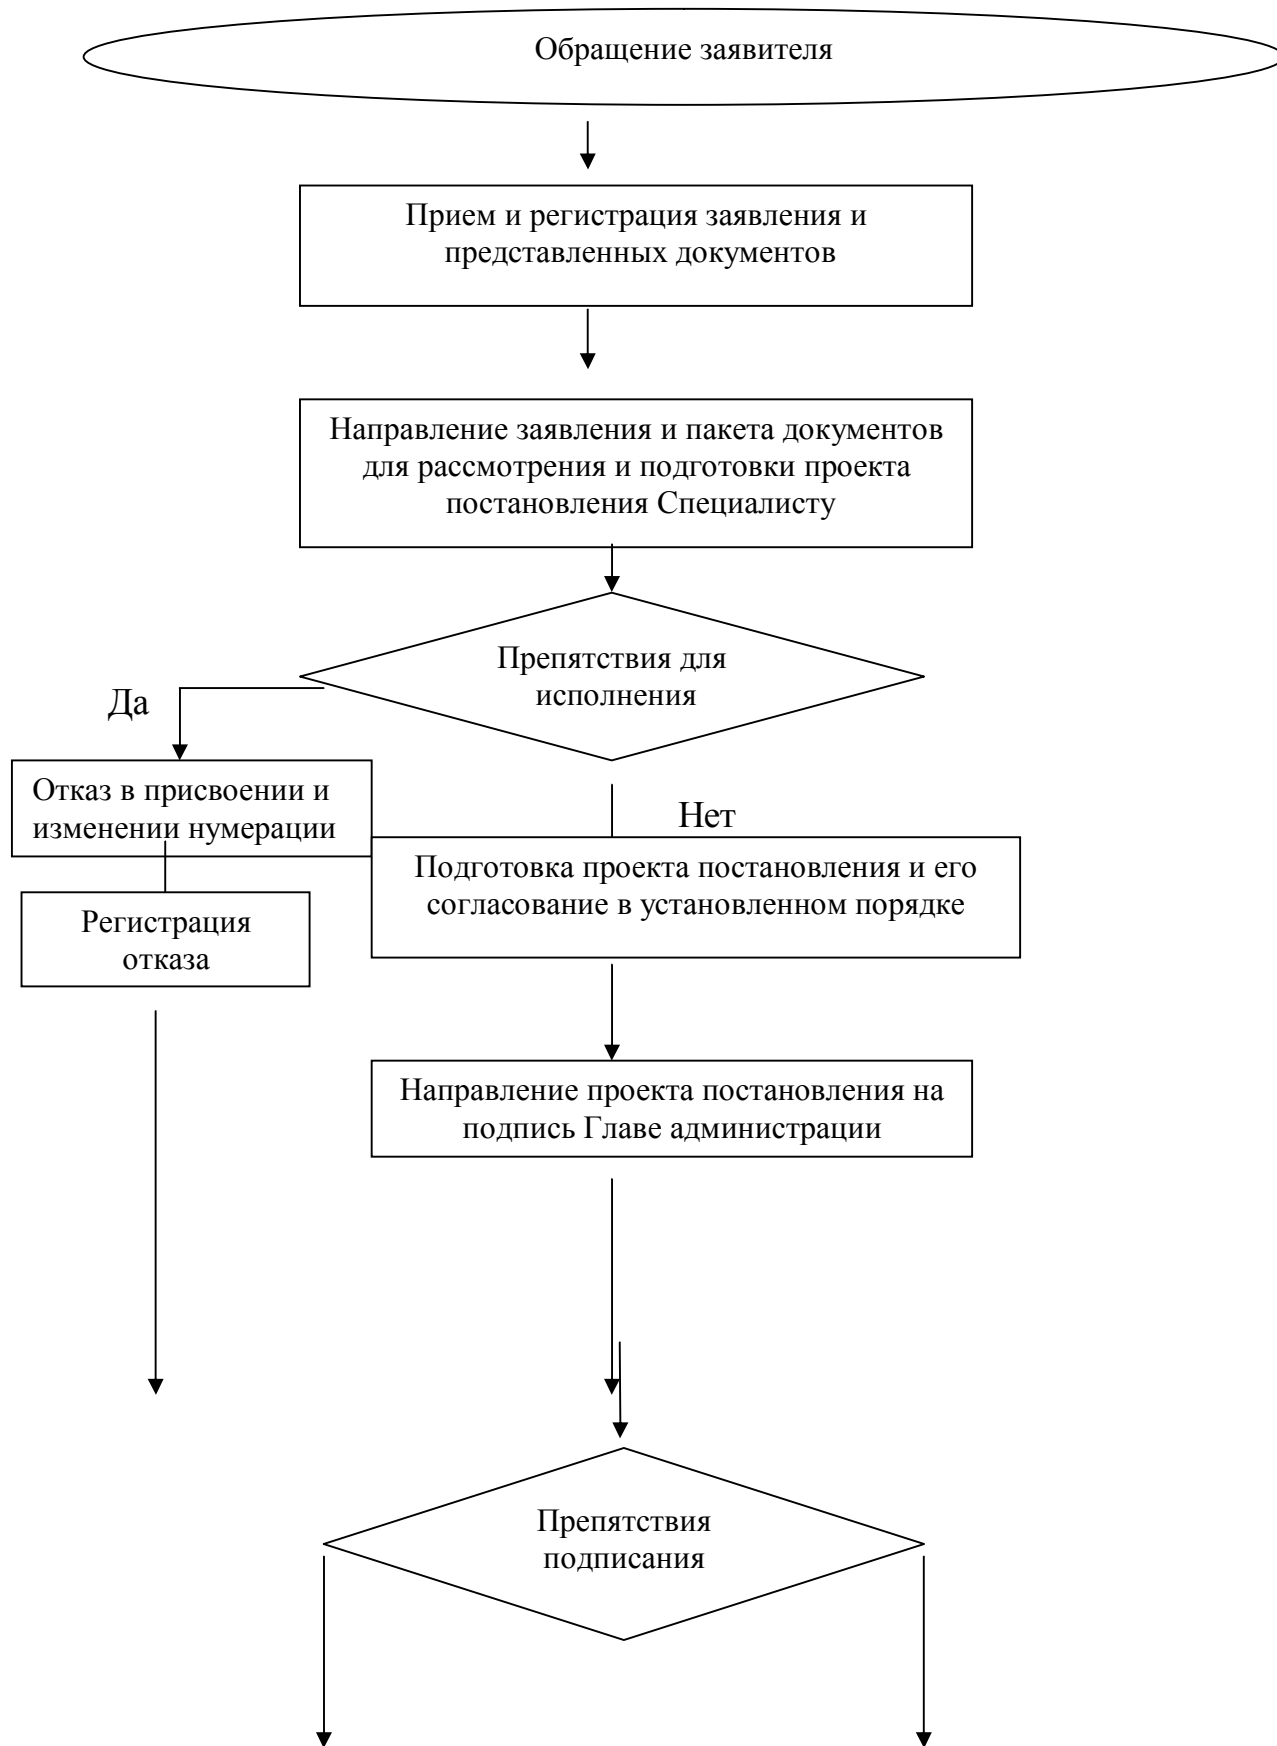 Обращение заявителя
Прием и регистрация заявления и
представленных документов
Направление заявления и пакета документов
для рассмотрения и подготовки проекта
постановления Специалисту
Препятствия для
исполнения
Да
Отказ в присвоении и
изменении нумерации
Нет
Подготовка проекта постановления и его
согласование в установленном порядке
Регистрация
отказа
Направление проекта постановления на
подпись Главе администрации
Препятствия
подписания